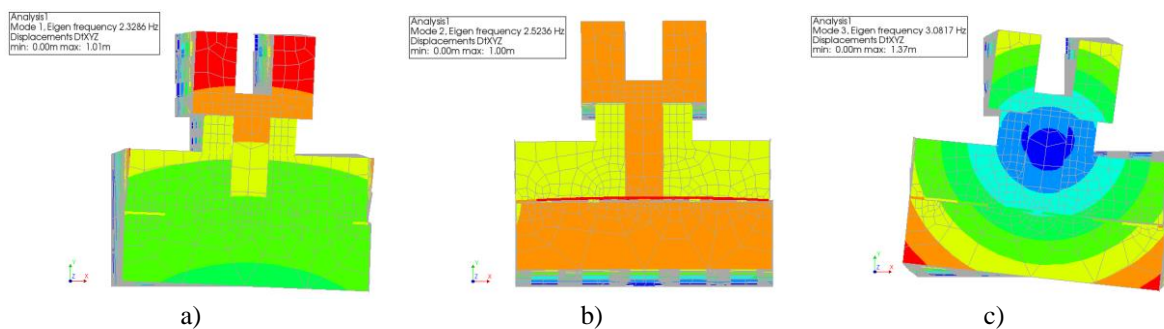 Analysis1
Mode 1, Eigen frequency 2.3286 Hz
Displacements DtXYZ
min: 0.00m max: 1.01m
Analysis1
Mode 2, Eigen frequency 2.5236 Hz
Displacements DtXYZ
min: 0.00m max: 1.00m
Analysis1
Mode 3, Eigen frequency 3.0817 Hz
Displacements DtXYZ
min: 0.00m max: 1.37m
Y
Z X
Y
Z X
Y
Z X
a)
b)
c)